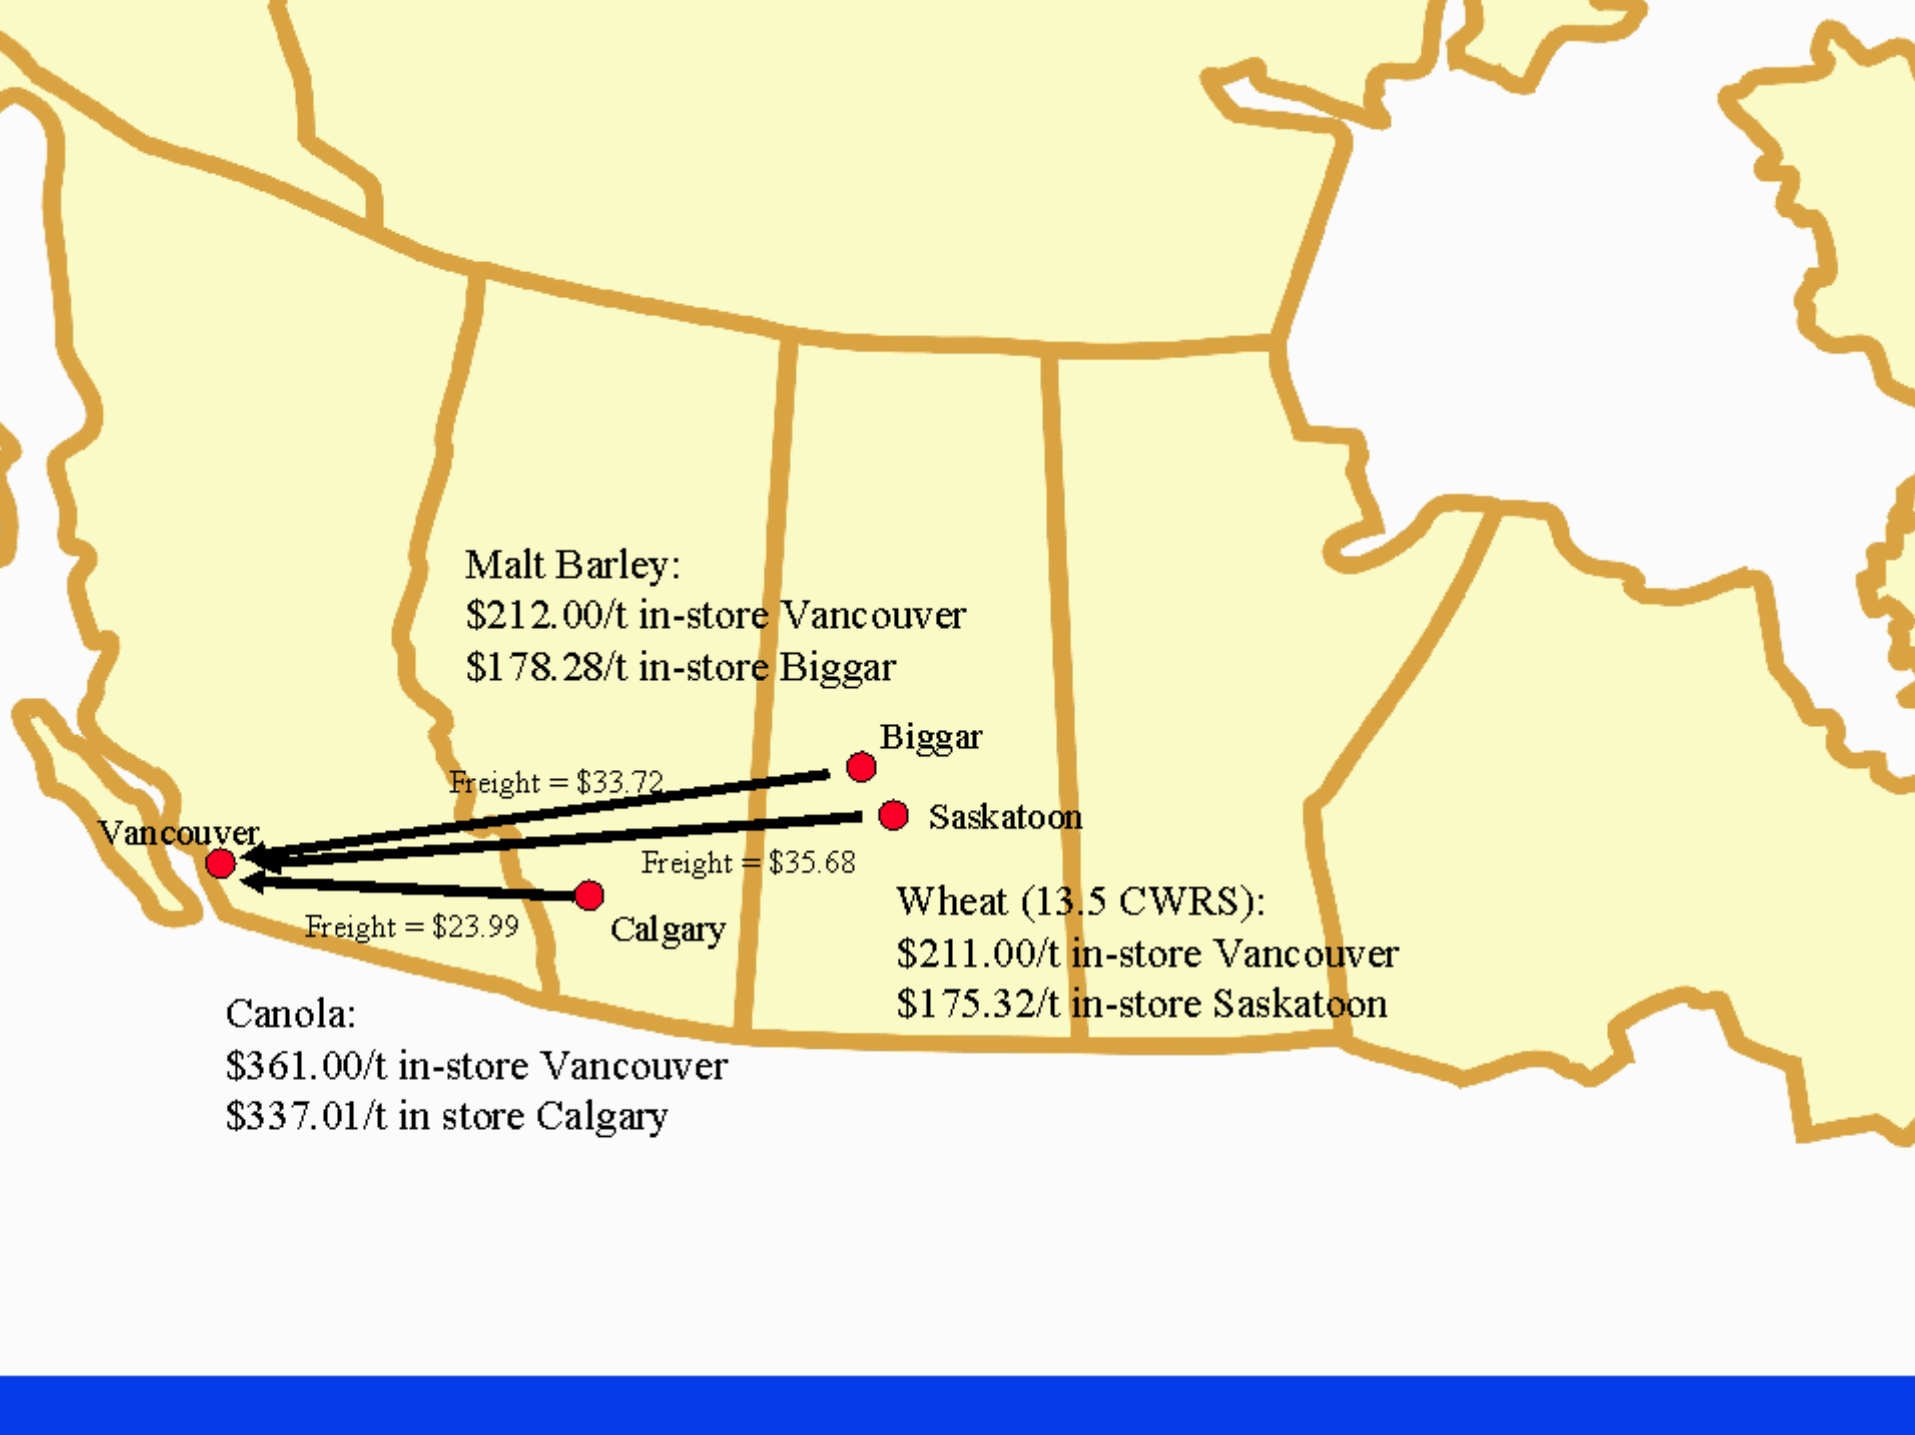 Malt Barley:
$212.00/t in-store Vancouver
$178.28/t in-store Biggar
Biggar
Freight = $33.72
Saskatoon
Vancouver
Freight = $35.68
Wheat (13.5 CWRS):
$211.00/t in-store Vancouver
$175.32/t in-store Saskatoon
Calgary
Freight = $23.99
Canola:
$361.00/t in-store Vancouver
$337.01/t in store Calgary